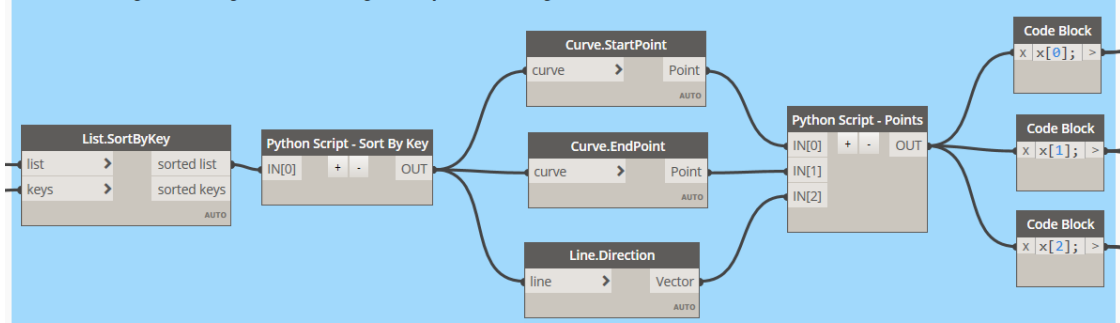 List.SortByKey
list > sorted list
keys > sorted keys
AUTO
Python Script - Sort By Key
IN[0] + - OUT
Curve.StartPoint
curve > Point
AUTO
Curve.EndPoint
curve > Point
AUTO
Line.Direction
line > Vector
AUTO
Python Script - Points
IN[0] + - OUT
IN[1]
IN[2]
Code Block
x x[0]; >
Code Block
x x[1]; >
Code Block
x x[2]; >